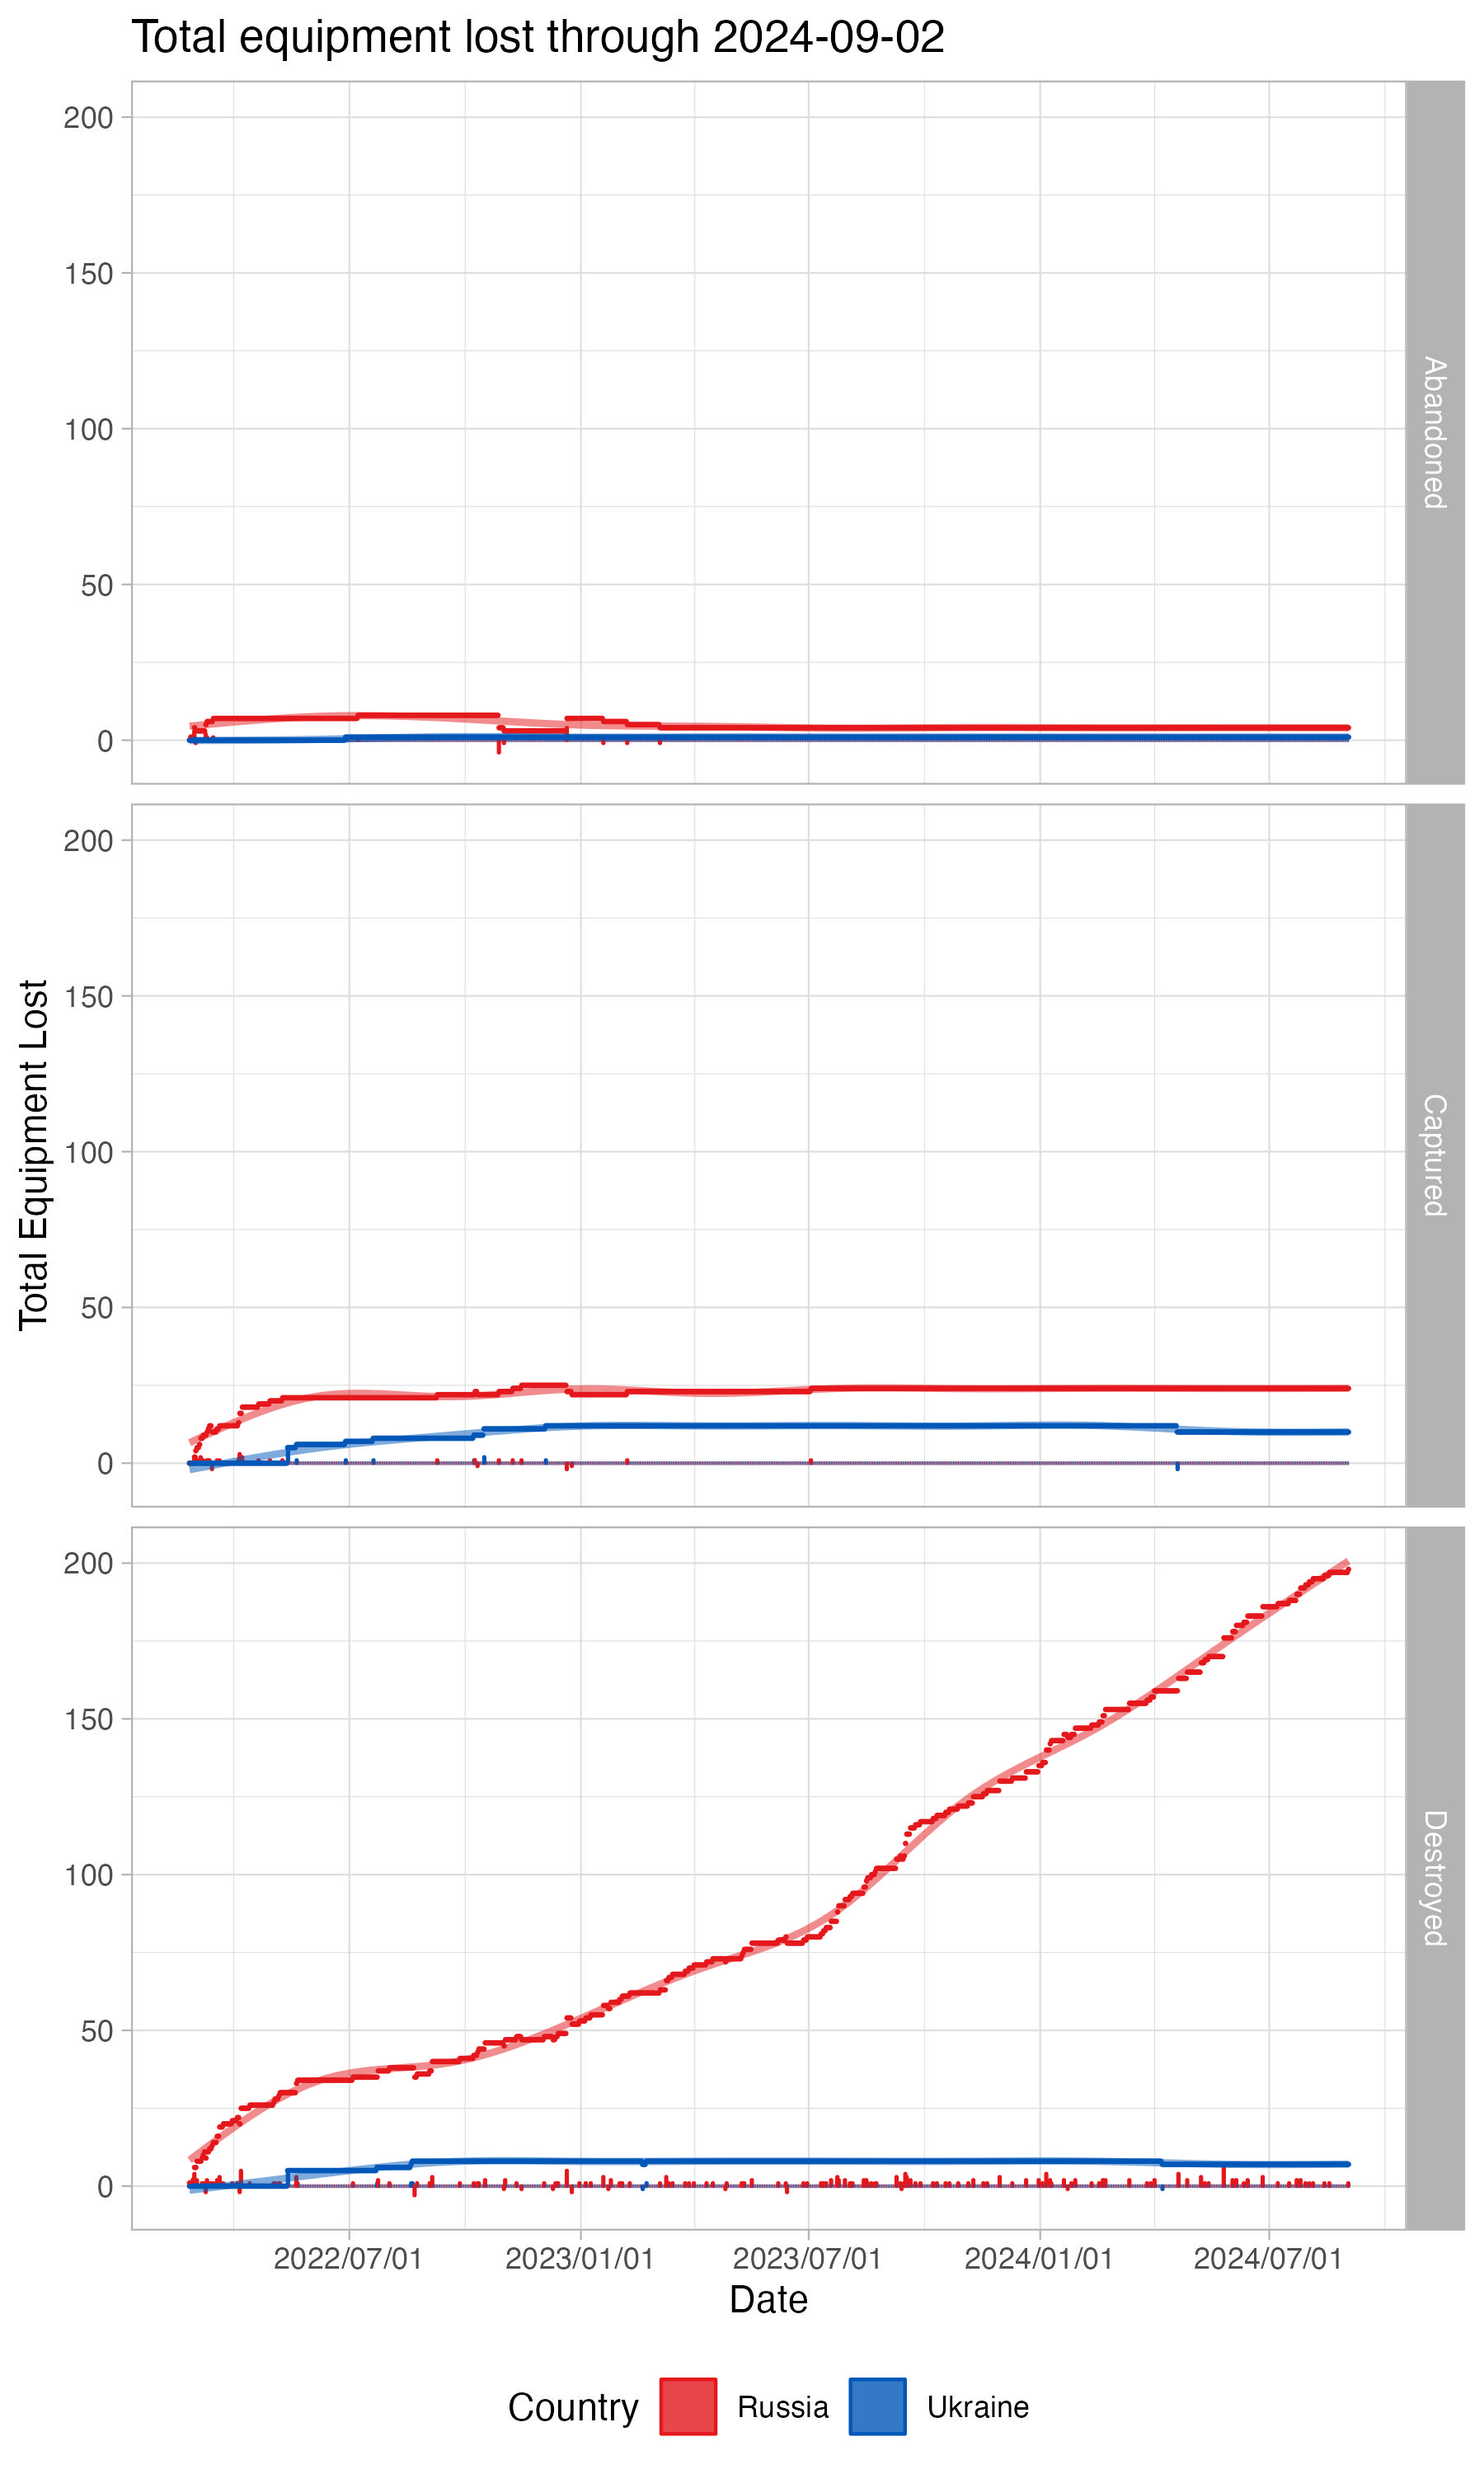 Total equipment lost through 2024-09-02
200
150
100
50
0
Abandoned
200
150
100
50
0
Captured
Total Equipment Lost
200
150
100
50
0
Destroyed
2022/07/01 2023/01/01 2023/07/01 2024/01/01 2024/07/01
Date
Country Russia Ukraine